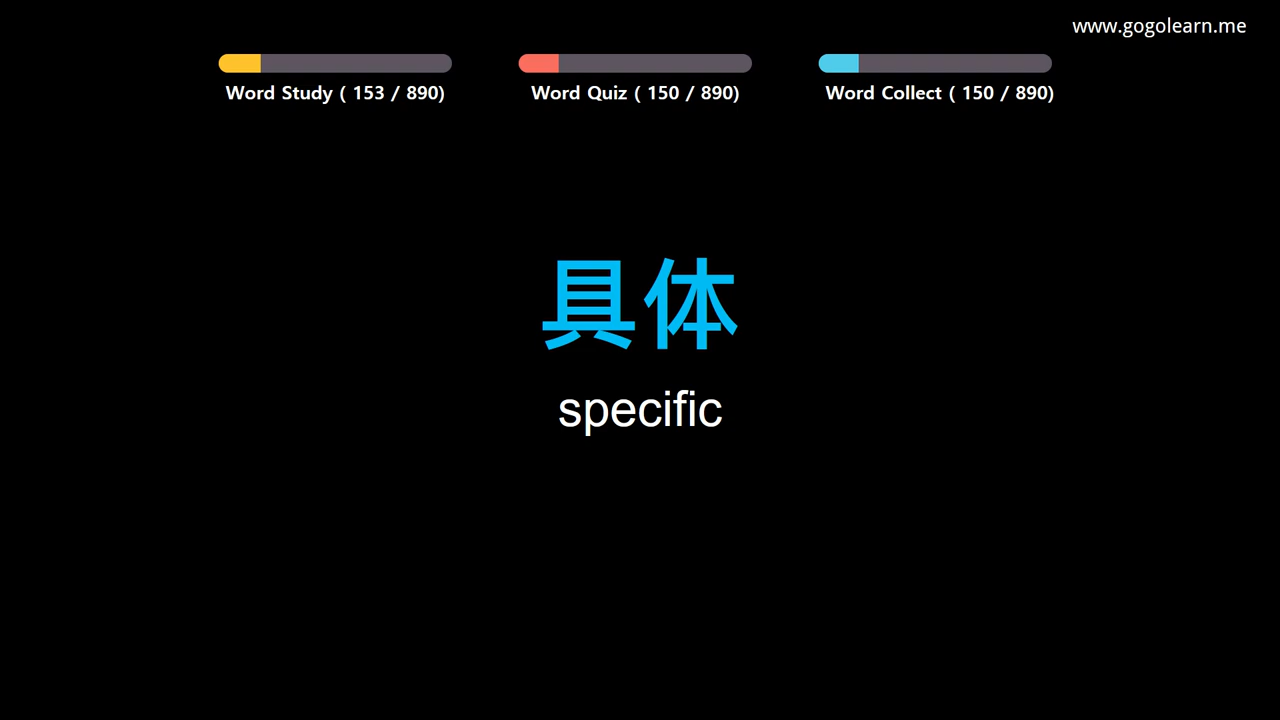 www.gogolearn.me
Word Study ( 153 / 890)
Word Quiz ( 150 / 890)
Word Collect ( 150 / 890)
具体
specific